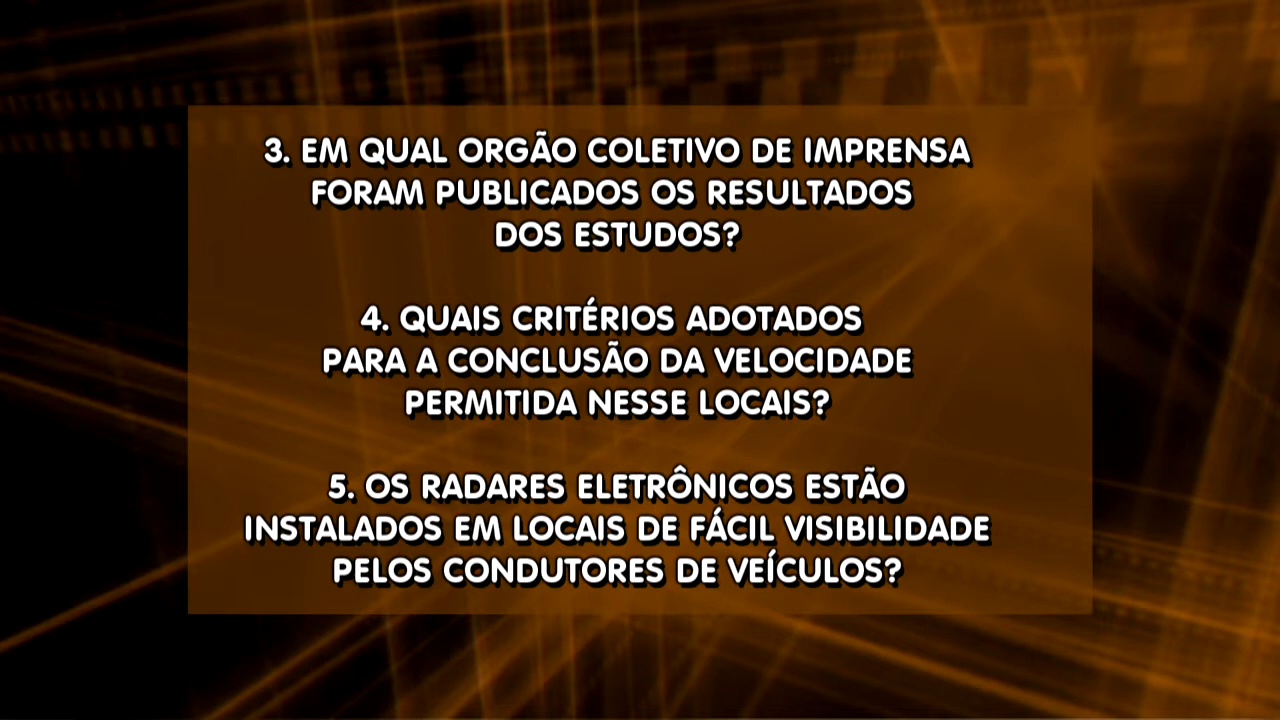 3. EM QUAL ORGÃO COLETIVO DE IMPRENSA
FORAM PUBLICADOS OS RESULTADOS
DOS ESTUDOS?
4. QUAIS CRITÉRIOS ADOTADOS
PARA A CONCLUSÃO DA VELOCIDADE
PERMITIDA NESSE LOCAIS?
5. OS RADARES ELETRÔNICOS ESTÃO
INSTALADOS EM LOCAIS DE FÁCIL VISIBILIDADE
PELOS CONDUTORES DE VEÍCULOS?